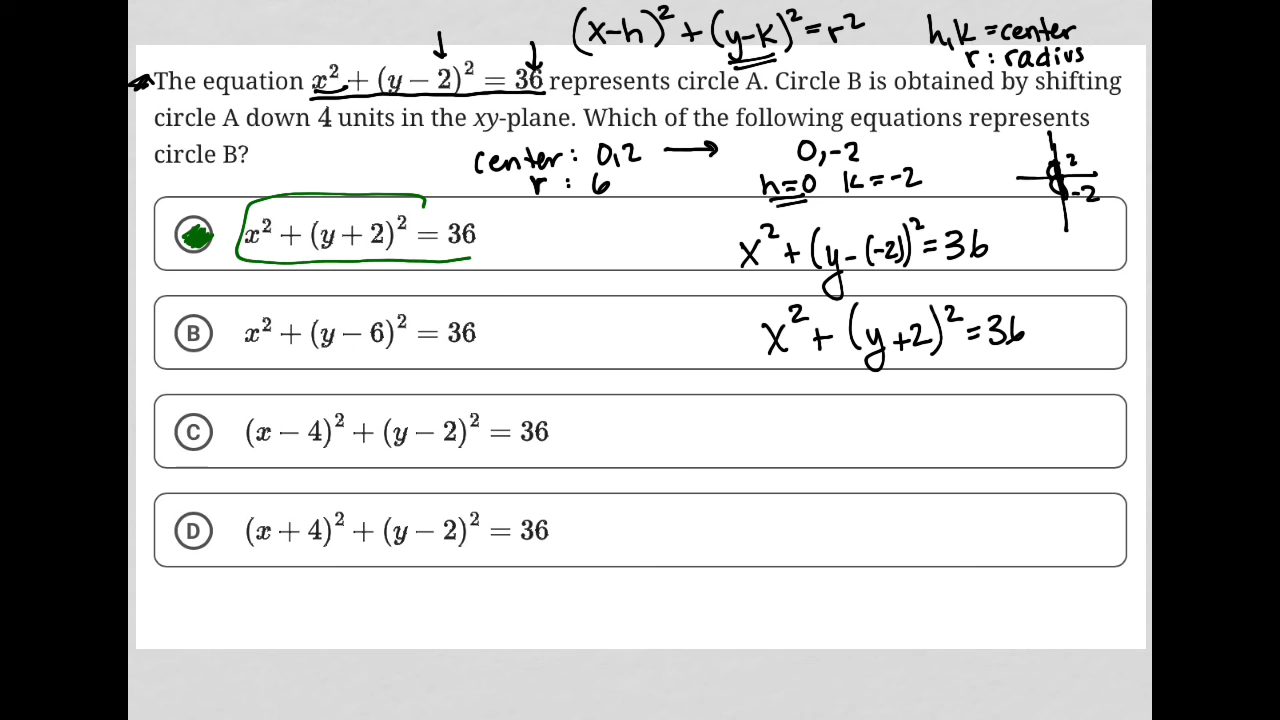 (x-h)² + (y-k)² = r²
h,k = center
r : radius
The equation x² + (y − 2)² = 36 represents circle A. Circle B is obtained by shifting
circle A down 4 units in the xy-plane. Which of the following equations represents
circle B?
center: 0,2 → 0,-2
r : 6
h=0 k=-2
2
-2
x² + (y + 2)² = 36
x² + (y-(-2))² = 36
B x² + (y − 6)² = 36
x² + (y+2)² = 36
C (x − 4)² + (y − 2)² = 36
D (x + 4)² + (y − 2)² = 36